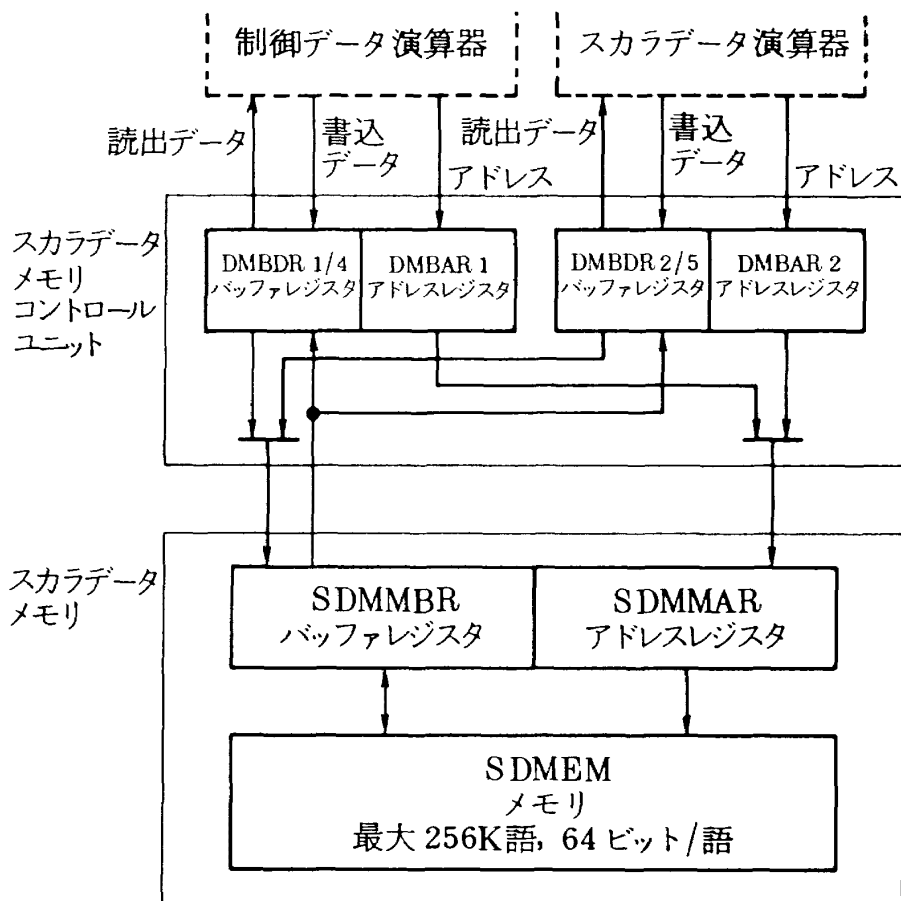 制御データ演算器
スカラデータ演算器
読出データ
書込
データ
アドレス
読出データ
書込
データ
アドレス
スカラデータ
メモリ
コントロール
ユニット
DMBDR 1/4
バッファレジスタ
DMBAR 1
アドレスレジスタ
DMBDR 2/5
バッファレジスタ
DMBAR 2
アドレスレジスタ
スカラデータ
メモリ
SDMMBR
バッファレジスタ
SDMMAR
アドレスレジスタ
SDMEM
メモリ
最大 256K語, 64 ビット/語